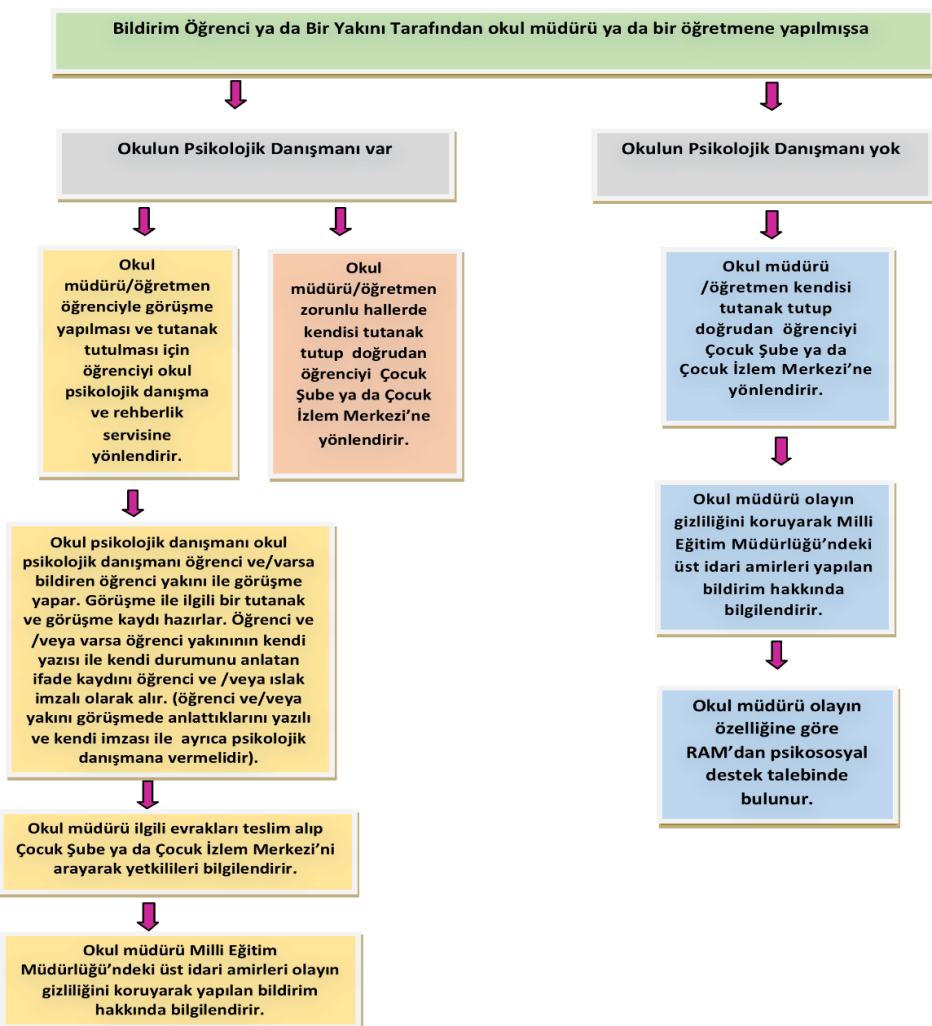 Bildirim Öğrenci ya da Bir Yakını Tarafından okul müdürü ya da bir öğretmene yapılmışsa
Okulun Psikolojik Danışmanı var
Okul
müdürü/öğretmen
öğrenciyle görüşme
yapılması ve tutanak
tutulması için
öğrenciyi okul
psikolojik danışma
ve rehberlik
servisine
yönlendirir.
Okul
müdürü/öğretmen
zorunlu hallerde
kendisi tutanak
tutup doğrudan
öğrenciyi Çocuk
Şube ya da Çocuk
İzlem Merkezi’ne
yönlendirir.
Okul psikolojik danışmanı okul
psikolojik danışmanı öğrenci ve/varsa
bildiren öğrenci yakını ile görüşme
yapar. Görüşme ile ilgili bir tutanak
ve görüşme kaydı hazırlar. Öğrenci ve
/veya varsa öğrenci yakınının kendi
yazısı ile kendi durumunu anlatan
ifade kaydını öğrenci ve /veya ıslak
imzalı olarak alır. (öğrenci ve/veya
yakını görüşmede anlattıklarını yazılı
ve kendi imzası ile ayrıca psikolojik
danışmana vermelidir).
Okul müdürü ilgili evrakları teslim alıp
Çocuk Şube ya da Çocuk İzlem Merkezi’ni
arayarak yetkilileri bilgilendirir.
Okul müdürü Milli Eğitim
Müdürlüğü’ndeki üst idari amirleri olayın
gizliliğini koruyarak yapılan bildirim
hakkında bilgilendirir.
Okulun Psikolojik Danışmanı yok
Okul müdürü
/öğretmen kendisi
tutanak tutup
doğrudan öğrenciyi
Çocuk Şube ya da
Çocuk İzlem Merkezi’ne
yönlendirir.
Okul müdürü olayın
gizliliğini koruyarak Milli
Eğitim Müdürlüğü’ndeki
üst idari amirleri yapılan
bildirim hakkında
bilgilendirir.
Okul müdürü olayın
özelliğine göre
RAM’dan psikososyal
destek talebinde
bulunur.